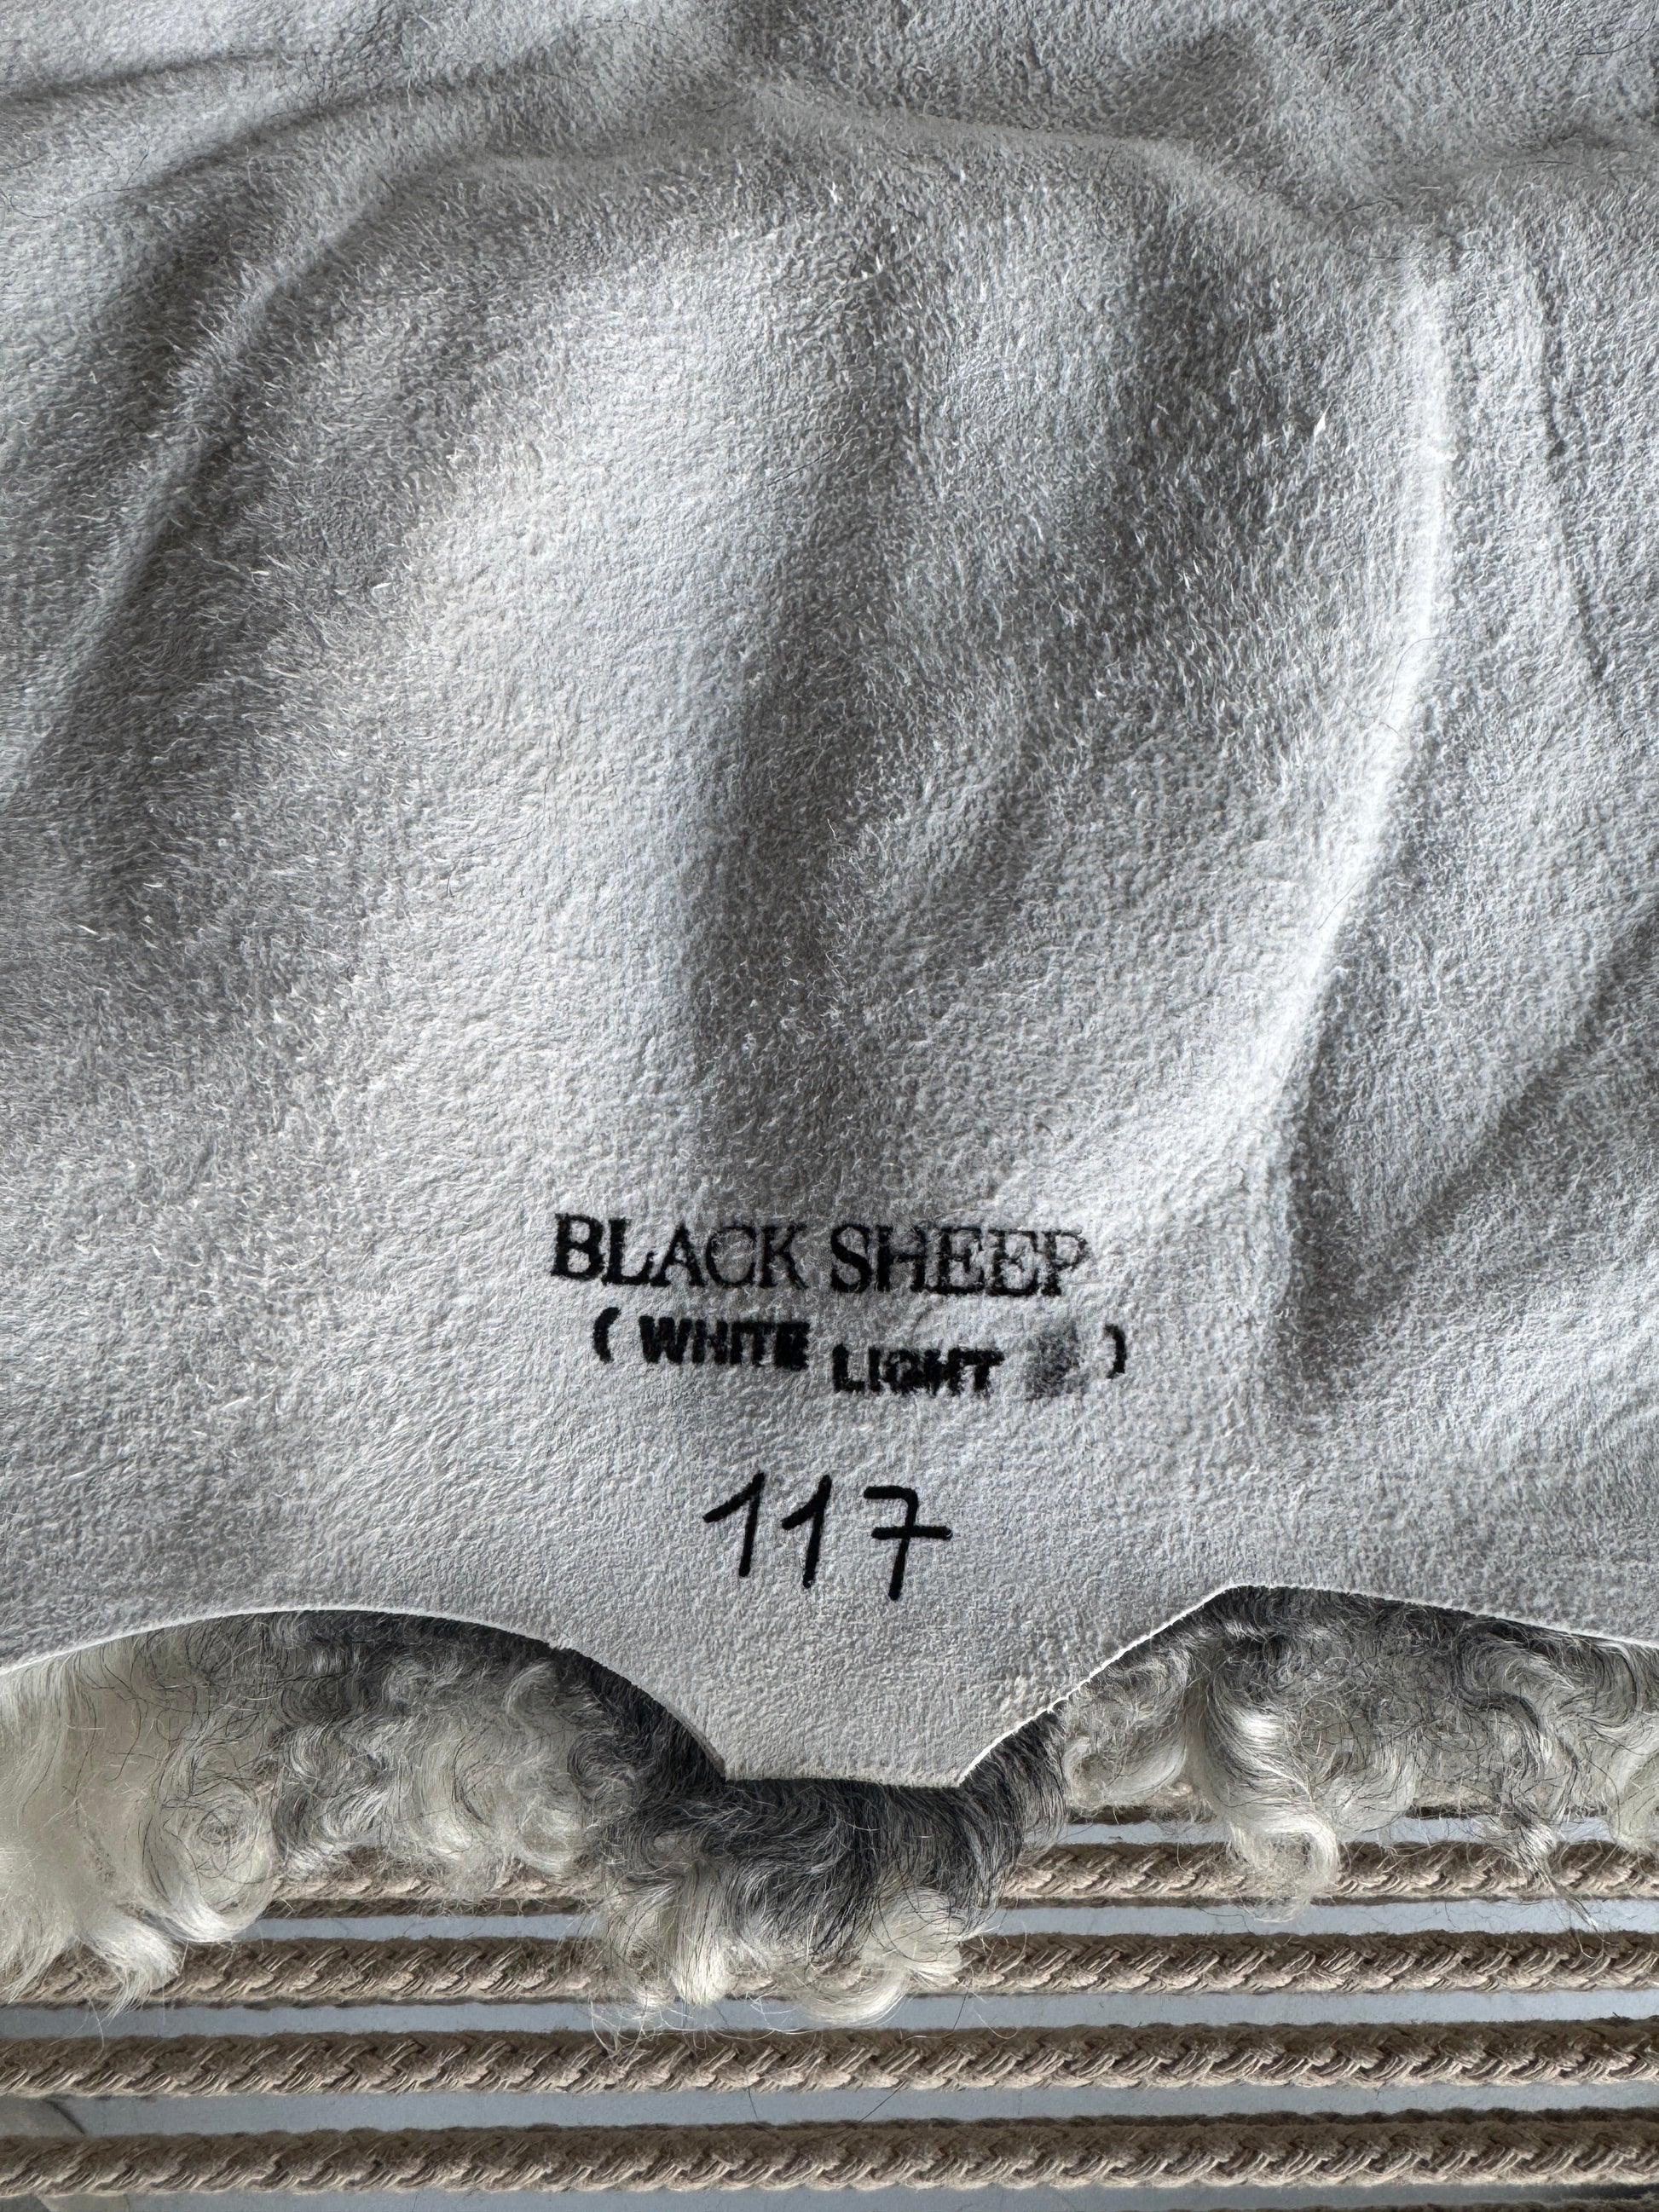 BLACK SHEEP
( WHITE LIGHT )
117